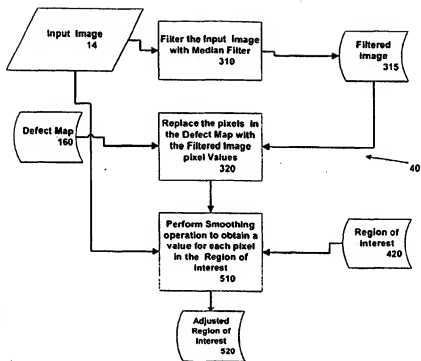 Input Image
14
Filter the Input Image
with Median Filter
310
Filtered
Image
315
Defect Map
160
Replace the pixels in
the Defect Map with
the Filtered Image
pixel Values
320
40
Perform Smoothing
operation to obtain a
value for each pixel
in the Region of
Interest
510
Region of
Interest
420
Adjusted
Region of
Interest
520